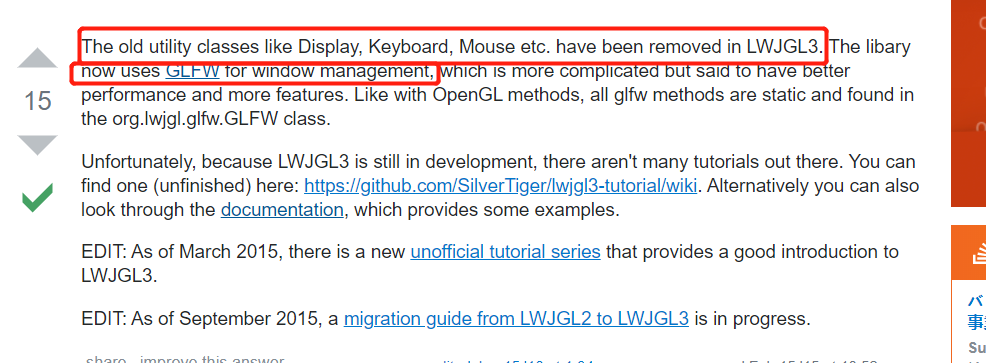 The old utility classes like Display, Keyboard, Mouse etc. have been removed in LWJGL3. The libary
now uses GLFW for window management, which is more complicated but said to have better
15
performance and more features. Like with OpenGL methods, all glfw methods are static and found in
the org.lwjgl.glfw.GLFW class.
Unfortunately, because LWJGL3 is still in development, there aren't many tutorials out there. You can
find one (unfinished) here: https://github.com/SilverTiger/lwjgl3-tutorial/wiki. Alternatively you can also
look through the documentation, which provides some examples.
EDIT: As of March 2015, there is a new unofficial tutorial series that provides a good introduction to
LWJGL3.
EDIT: As of September 2015, a migration guide from LWJGL2 to LWJGL3 is in progress.
share improve this answer
バ
事
Su